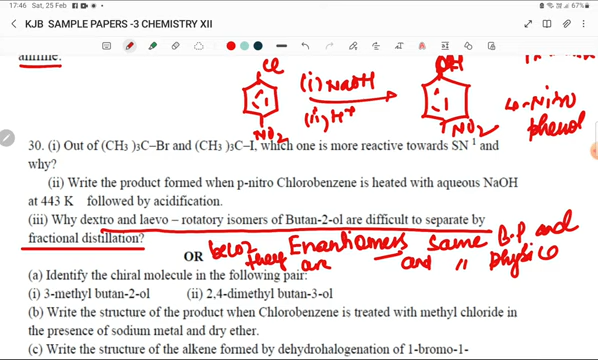 17:46 Sat, 25 Feb
67%
KJB SAMPLE PAPERS -3 CHEMISTRY XII
aniline.
Cl
OH
(i) NaOH
(ii) H+
NO2
NO2
4-Nitro
phenol
30. (i) Out of (CH3 )3C–Br and (CH3 )3C–I, which one is more reactive towards SN 1 and
why?
(ii) Write the product formed when p-nitro Chlorobenzene is heated with aqueous NaOH
at 443 K followed by acidification.
(iii) Why dextro and laevo – rotatory isomers of Butan-2-ol are difficult to separate by
fractional distillation?
OR
becoz Enantiomers same B.P and
they are and " physic
(a) Identify the chiral molecule in the following pair:
(i) 3-methyl butan-2-ol (ii) 2,4-dimethyl butan-3-ol
(b) Write the structure of the product when Chlorobenzene is treated with methyl chloride in
the presence of sodium metal and dry ether.
(c) Write the structure of the alkene formed by dehydrohalogenation of 1-bromo-1-